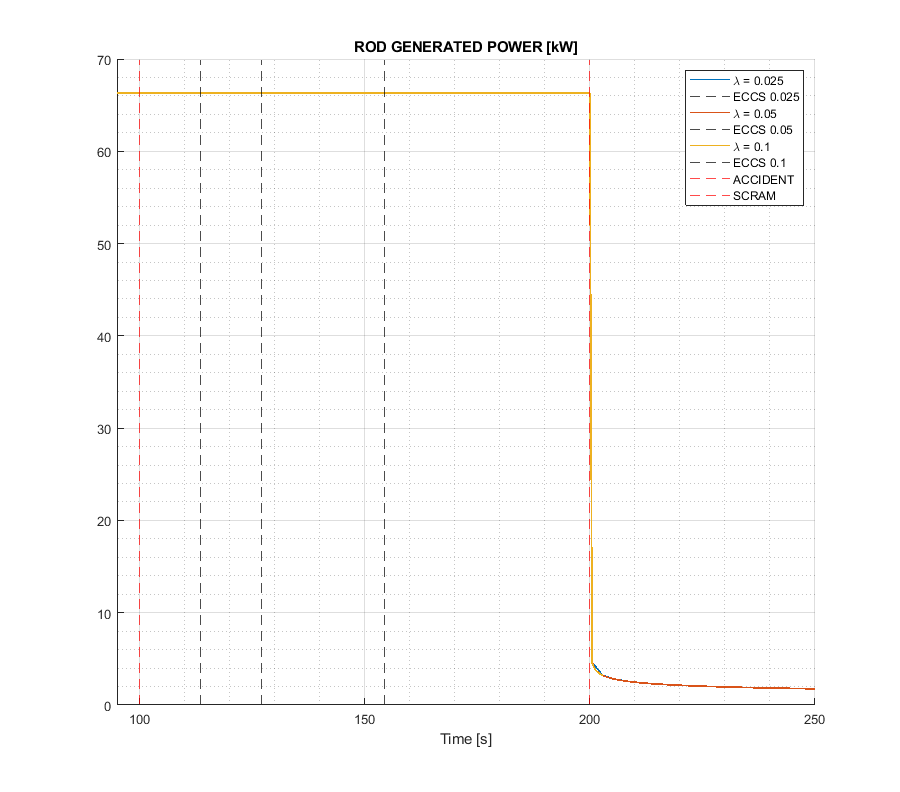 ROD GENERATED POWER [kW]
70
60
50
40
30
20
10
0
100
150
200
250
Time [s]
λ = 0.025
ECCS 0.025
λ = 0.05
ECCS 0.05
λ = 0.1
ECCS 0.1
ACCIDENT
SCRAM